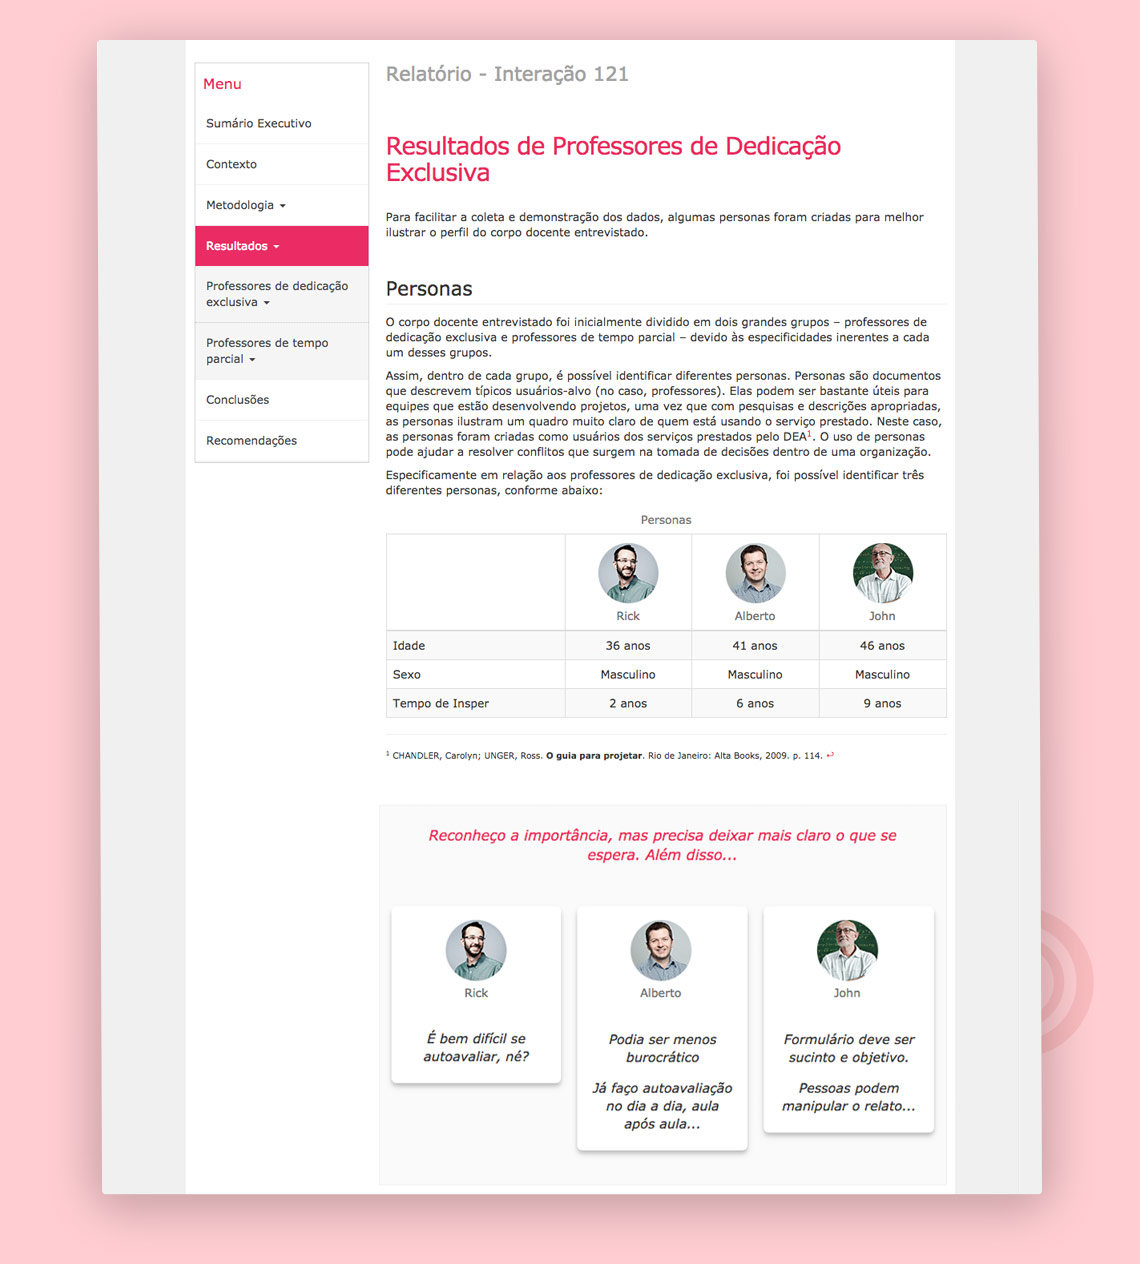 Menu
Sumário Executivo
Contexto
Metodologia
Resultados
Professores de dedicação
exclusiva
Professores de tempo
parcial
Conclusões
Recomendações
Relatório - Interação 121
Resultados de Professores de Dedicação
Exclusiva
Para facilitar a coleta e demonstração dos dados, algumas personas foram criadas para melhor
ilustrar o perfil do corpo docente entrevistado.
Personas
O corpo docente entrevistado foi inicialmente dividido em dois grandes grupos – professores de
dedicação exclusiva e professores de tempo parcial – devido às especificidades inerentes a cada
um desses grupos.
Assim, dentro de cada grupo, é possível identificar diferentes personas. Personas são documentos
que descrevem típicos usuários-alvo (no caso, professores). Elas podem ser bastante úteis para
equipes que estão desenvolvendo projetos, uma vez que com pesquisas e descrições apropriadas,
as personas ilustram um quadro muito claro de quem está usando o serviço prestado. Neste caso,
as personas foram criadas como usuários dos serviços prestados pelo DEA¹. O uso de personas
pode ajudar a resolver conflitos que surgem na tomada de decisões dentro de uma organização.
Especificamente em relação aos professores de dedicação exclusiva, foi possível identificar três
diferentes personas, conforme abaixo:
Personas
Rick Alberto John
Idade 36 anos 41 anos 46 anos
Sexo Masculino Masculino Masculino
Tempo de Insper 2 anos 6 anos 9 anos
¹ CHANDLER, Carolyn; UNGER, Ross. O guia para projetar. Rio de Janeiro: Alta Books, 2009. p. 114. ↩
Reconheço a importância, mas precisa deixar mais claro o que se
espera. Além disso...
Rick
É bem difícil se
autoavaliar, né?
Alberto
Podia ser menos
burocrático
Já faço autoavaliação
no dia a dia, aula
após aula...
John
Formulário deve ser
sucinto e objetivo.
Pessoas podem
manipular o relato...